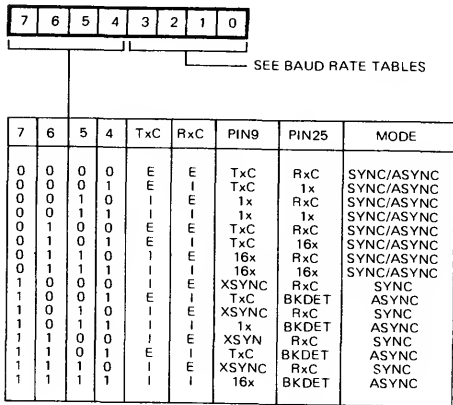 7 6 5 4 3 2 1 0
SEE BAUD RATE TABLES
7 6 5 4 TxC RxC PIN9 PIN25 MODE
0 0 0 0 E E TxC RxC SYNC/ASYNC
0 0 0 1 E I TxC 1x SYNC/ASYNC
0 0 1 0 I E 1x RxC SYNC/ASYNC
0 0 1 1 I I 1x 1x SYNC/ASYNC
0 1 0 0 E E TxC RxC SYNC/ASYNC
0 1 0 1 E I TxC 16x SYNC/ASYNC
0 1 1 0 I E 16x RxC SYNC/ASYNC
0 1 1 1 I I 16x 16x SYNC/ASYNC
1 0 0 0 I E XSYNC RxC SYNC
1 0 0 1 E I TxC BKDET ASYNC
1 0 1 0 I E XSYNC RxC SYNC
1 0 1 1 I I 1x BKDET ASYNC
1 1 0 0 I E XSYN RxC SYNC
1 1 0 1 E I TxC BKDET ASYNC
1 1 1 0 I E XSYNC RxC SYNC
1 1 1 1 I I 16x BKDET ASYNC